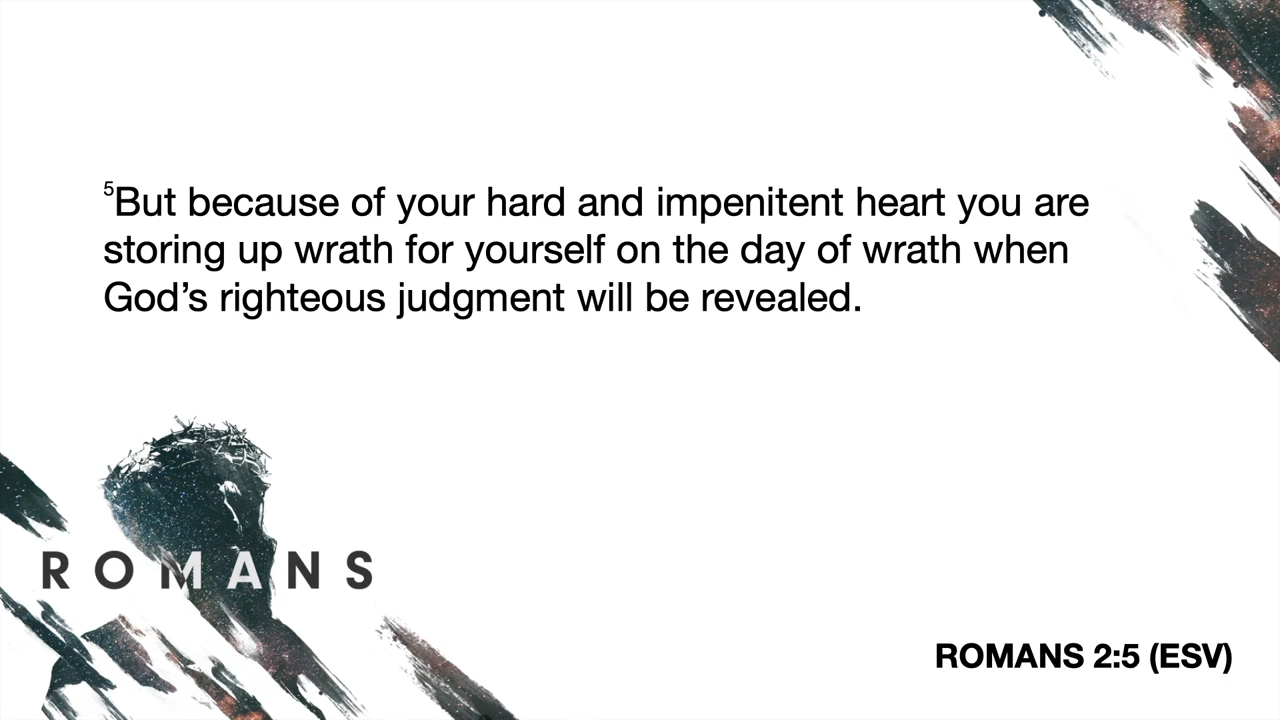 ⁵But because of your hard and impenitent heart you are
storing up wrath for yourself on the day of wrath when
God’s righteous judgment will be revealed.
ROMANS
ROMANS 2:5 (ESV)